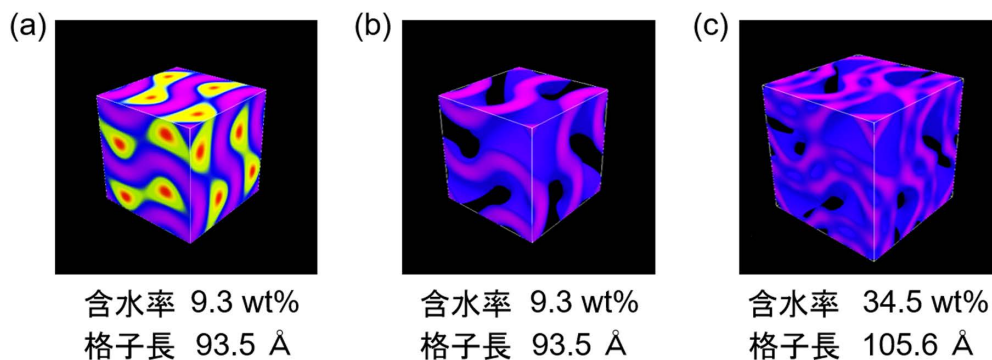 (a)
(b)
(c)
含水率 9.3 wt%
格子長 93.5 Å
含水率 9.3 wt%
格子長 93.5 Å
含水率 34.5 wt%
格子長 105.6 Å